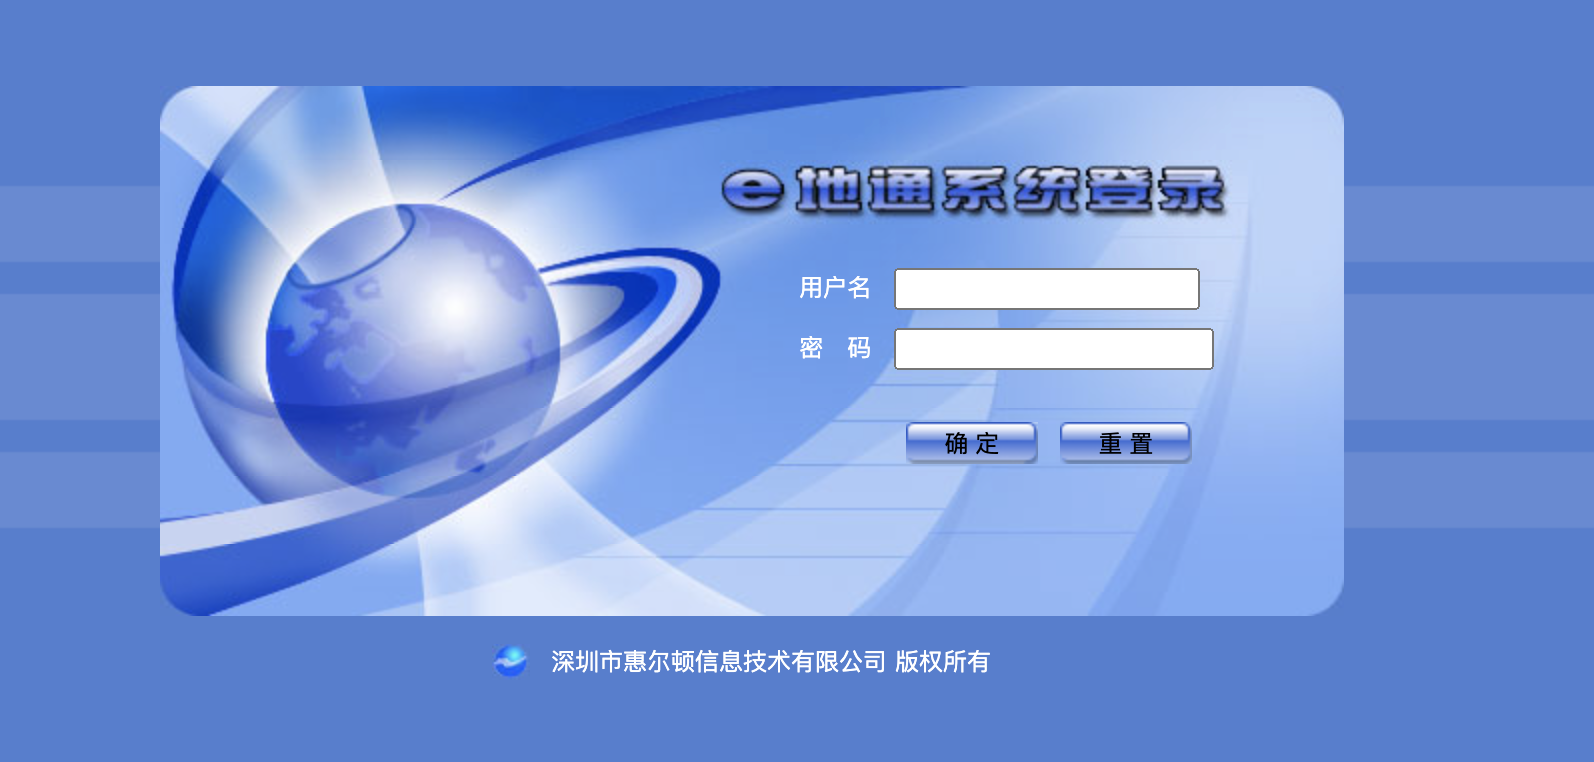 e地通系统登录
用户名
密 码
确 定 重 置
深圳市惠尔顿信息技术有限公司 版权所有